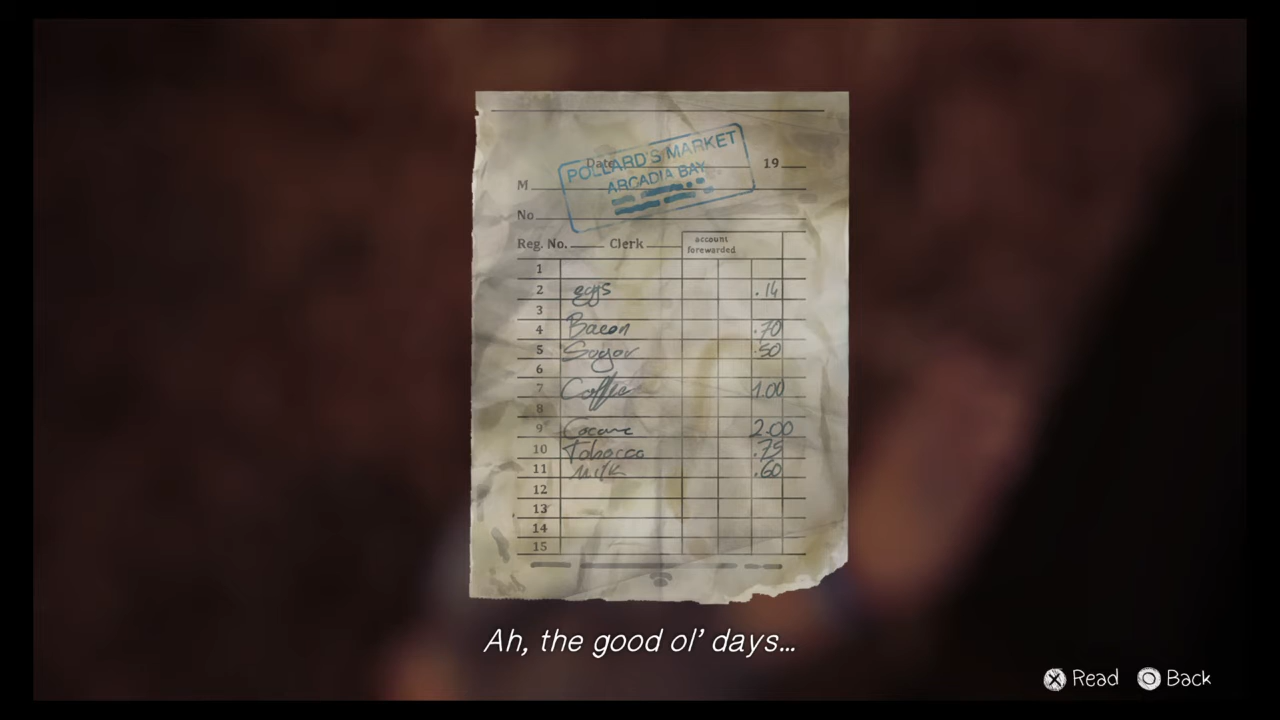 POLLARD'S MARKET
ARCADIA BAY
Date 19
M
No
Reg. No. Clerk account forewarded
1
2 eggs .14
3
4 Bacon .70
5 Sugar .50
6
7 Coffee 1.00
8
9 Cocane 2.00
10 Tobacco .75
11 Milk .60
12
13
14
15
Ah, the good ol' days...
Read Back